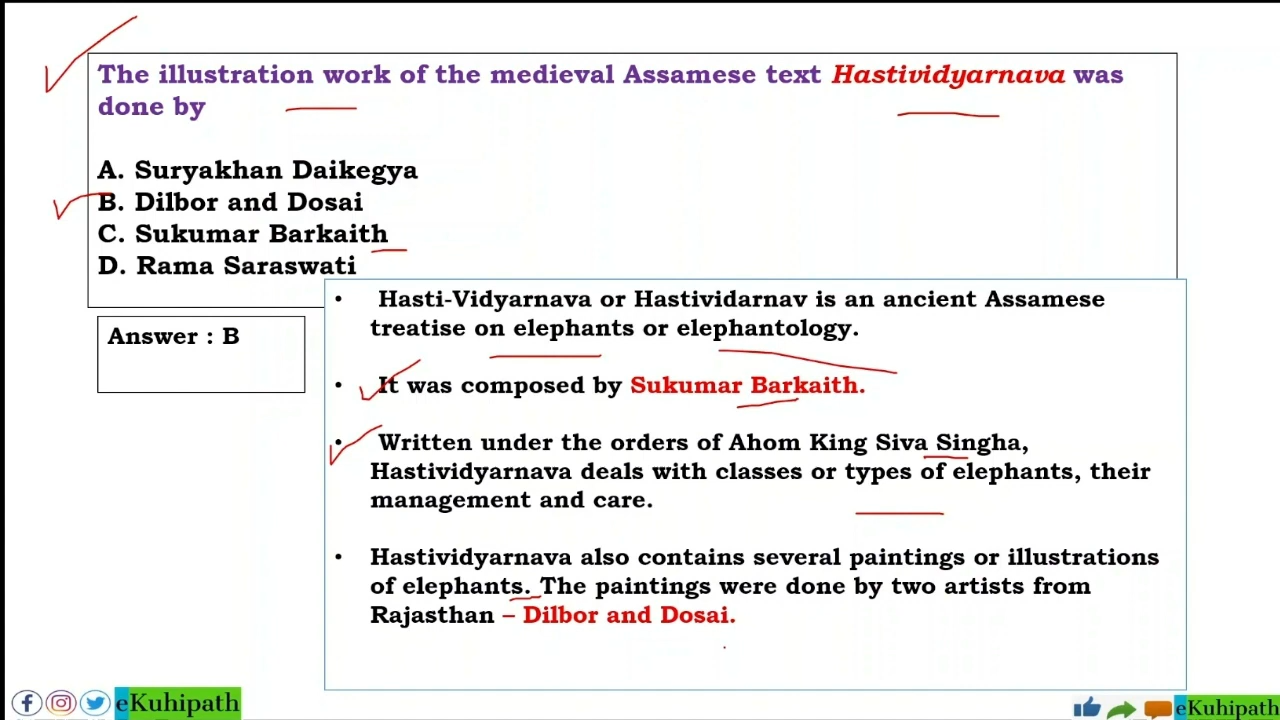 The illustration work of the medieval Assamese text Hastividyarnava was
done by
A. Suryakhan Daikegya
B. Dilbor and Dosai
C. Sukumar Barkaith
D. Rama Saraswati
Answer : B
• Hasti-Vidyarnava or Hastividarnav is an ancient Assamese
treatise on elephants or elephantology.
• It was composed by Sukumar Barkaith.
• Written under the orders of Ahom King Siva Singha,
Hastividyarnava deals with classes or types of elephants, their
management and care.
• Hastividyarnava also contains several paintings or illustrations
of elephants. The paintings were done by two artists from
Rajasthan – Dilbor and Dosai.
eKuhipath
eKuhipath